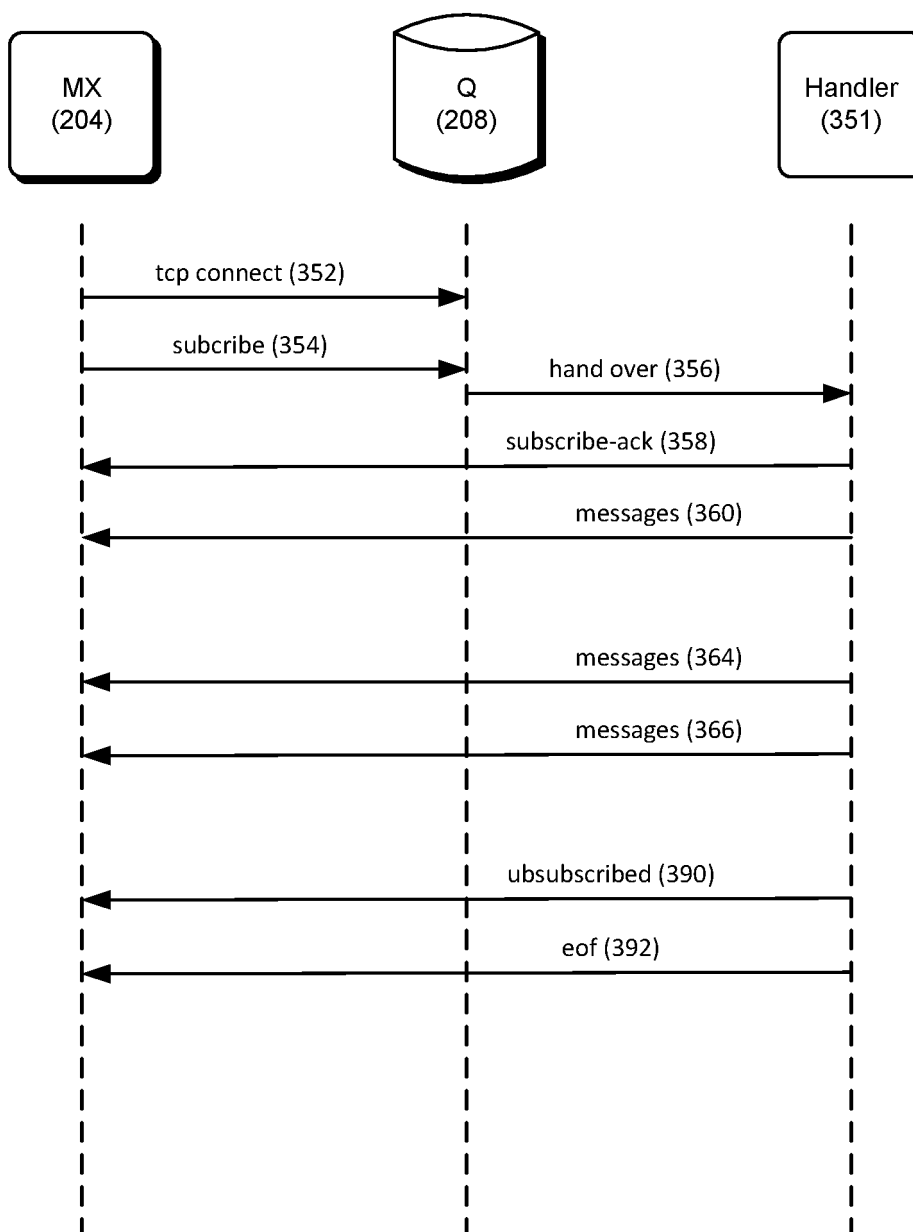 MX
(204)
Q
(208)
Handler
(351)
tcp connect (352)
subcribe (354)
hand over (356)
subscribe-ack (358)
messages (360)
messages (364)
messages (366)
ubsubscribed (390)
eof (392)